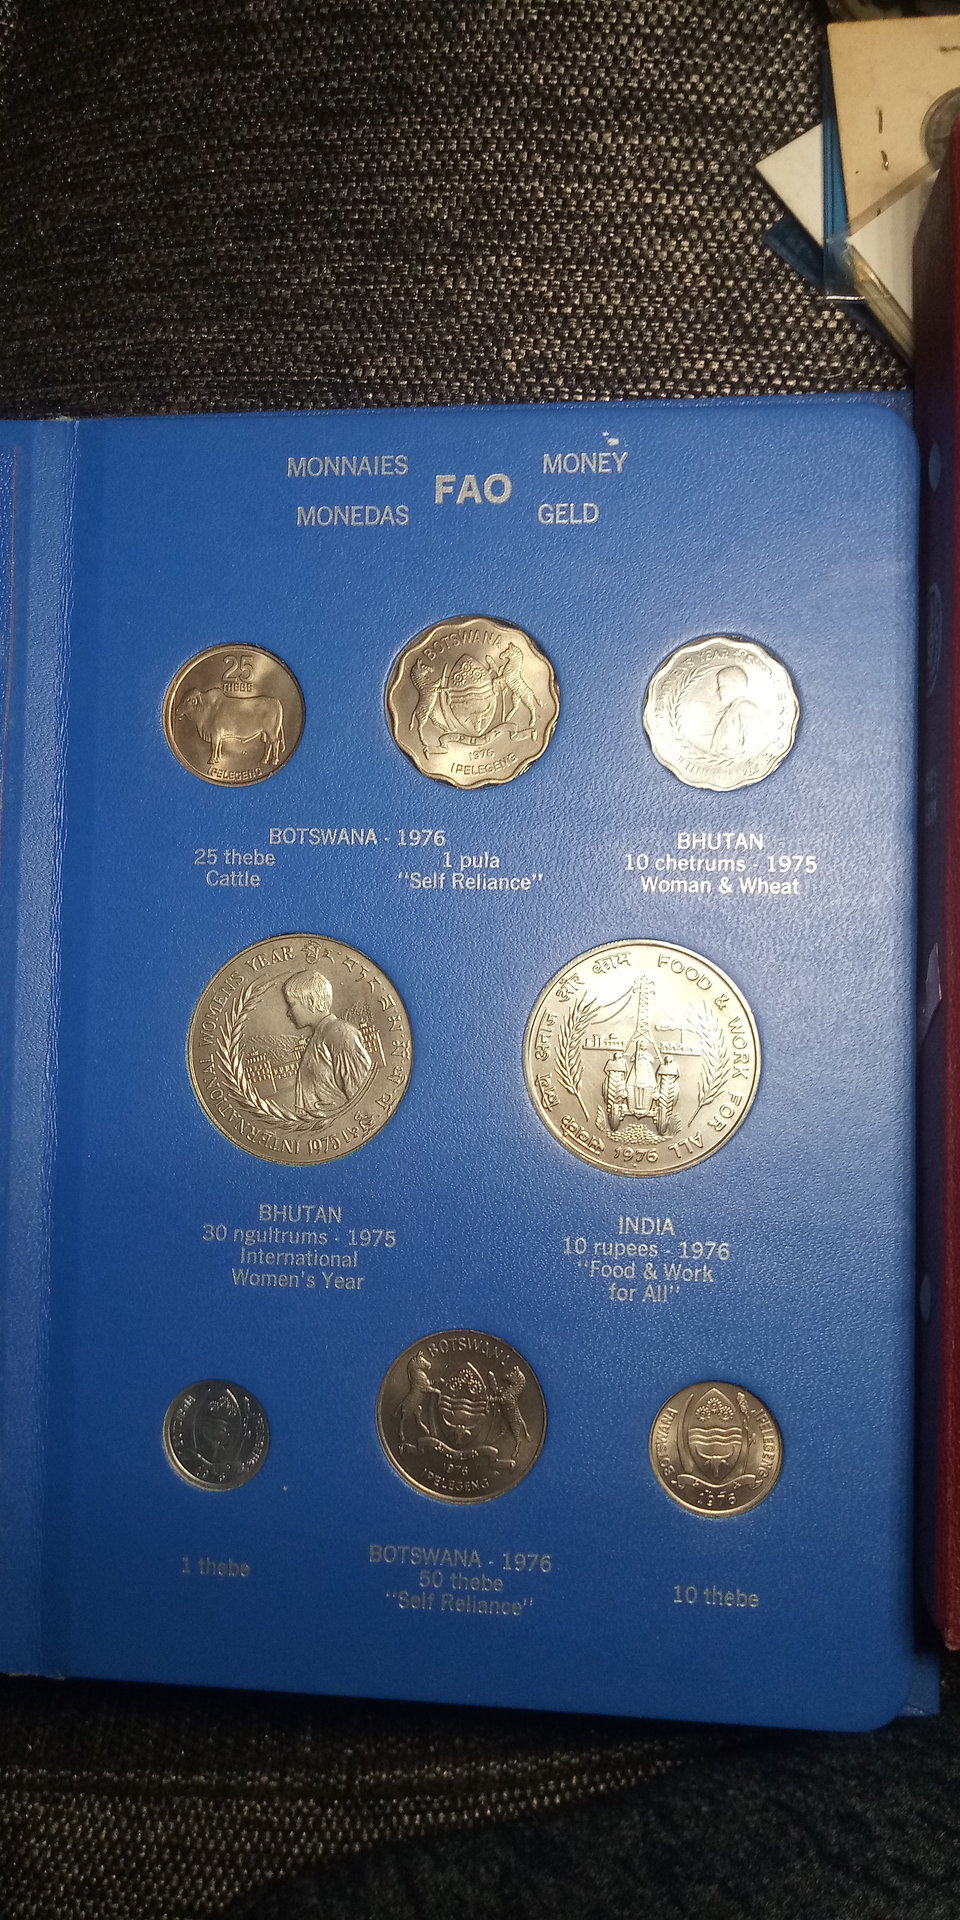 MONNAIES MONEY
FAO
MONEDAS GELD
25
THEBE
IPELEGENG
BOTSWANA
PULA
1976
IPELEGENG
BOTSWANA - 1976
25 thebe
Cattle
1 pula
"Self Reliance"
BHUTAN
10 chetrums - 1975
Woman & Wheat
INTERNATIONAL WOMEN'S YEAR
1975
और काम FOOD & WORK FOR ALL
1976
BHUTAN
30 ngultrums - 1975
International
Women's Year
INDIA
10 rupees - 1976
"Food & Work
for All"
1976
BOTSWANA
1976
IPELEGENG
BOTSWANA IPELEGENG
1976
1 thebe
BOTSWANA - 1976
50 thebe
"Self Reliance"
10 thebe